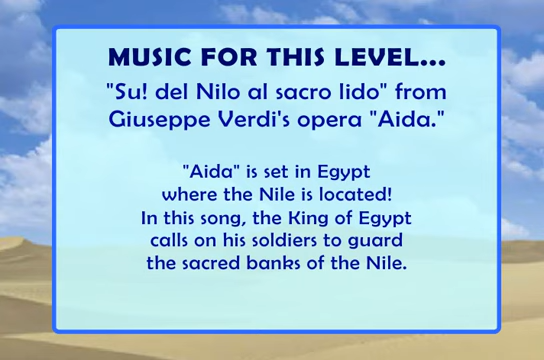 MUSIC FOR THIS LEVEL...
"Su! del Nilo al sacro lido" from
Giuseppe Verdi's opera "Aida."
"Aida" is set in Egypt
where the Nile is located!
In this song, the King of Egypt
calls on his soldiers to guard
the sacred banks of the Nile.